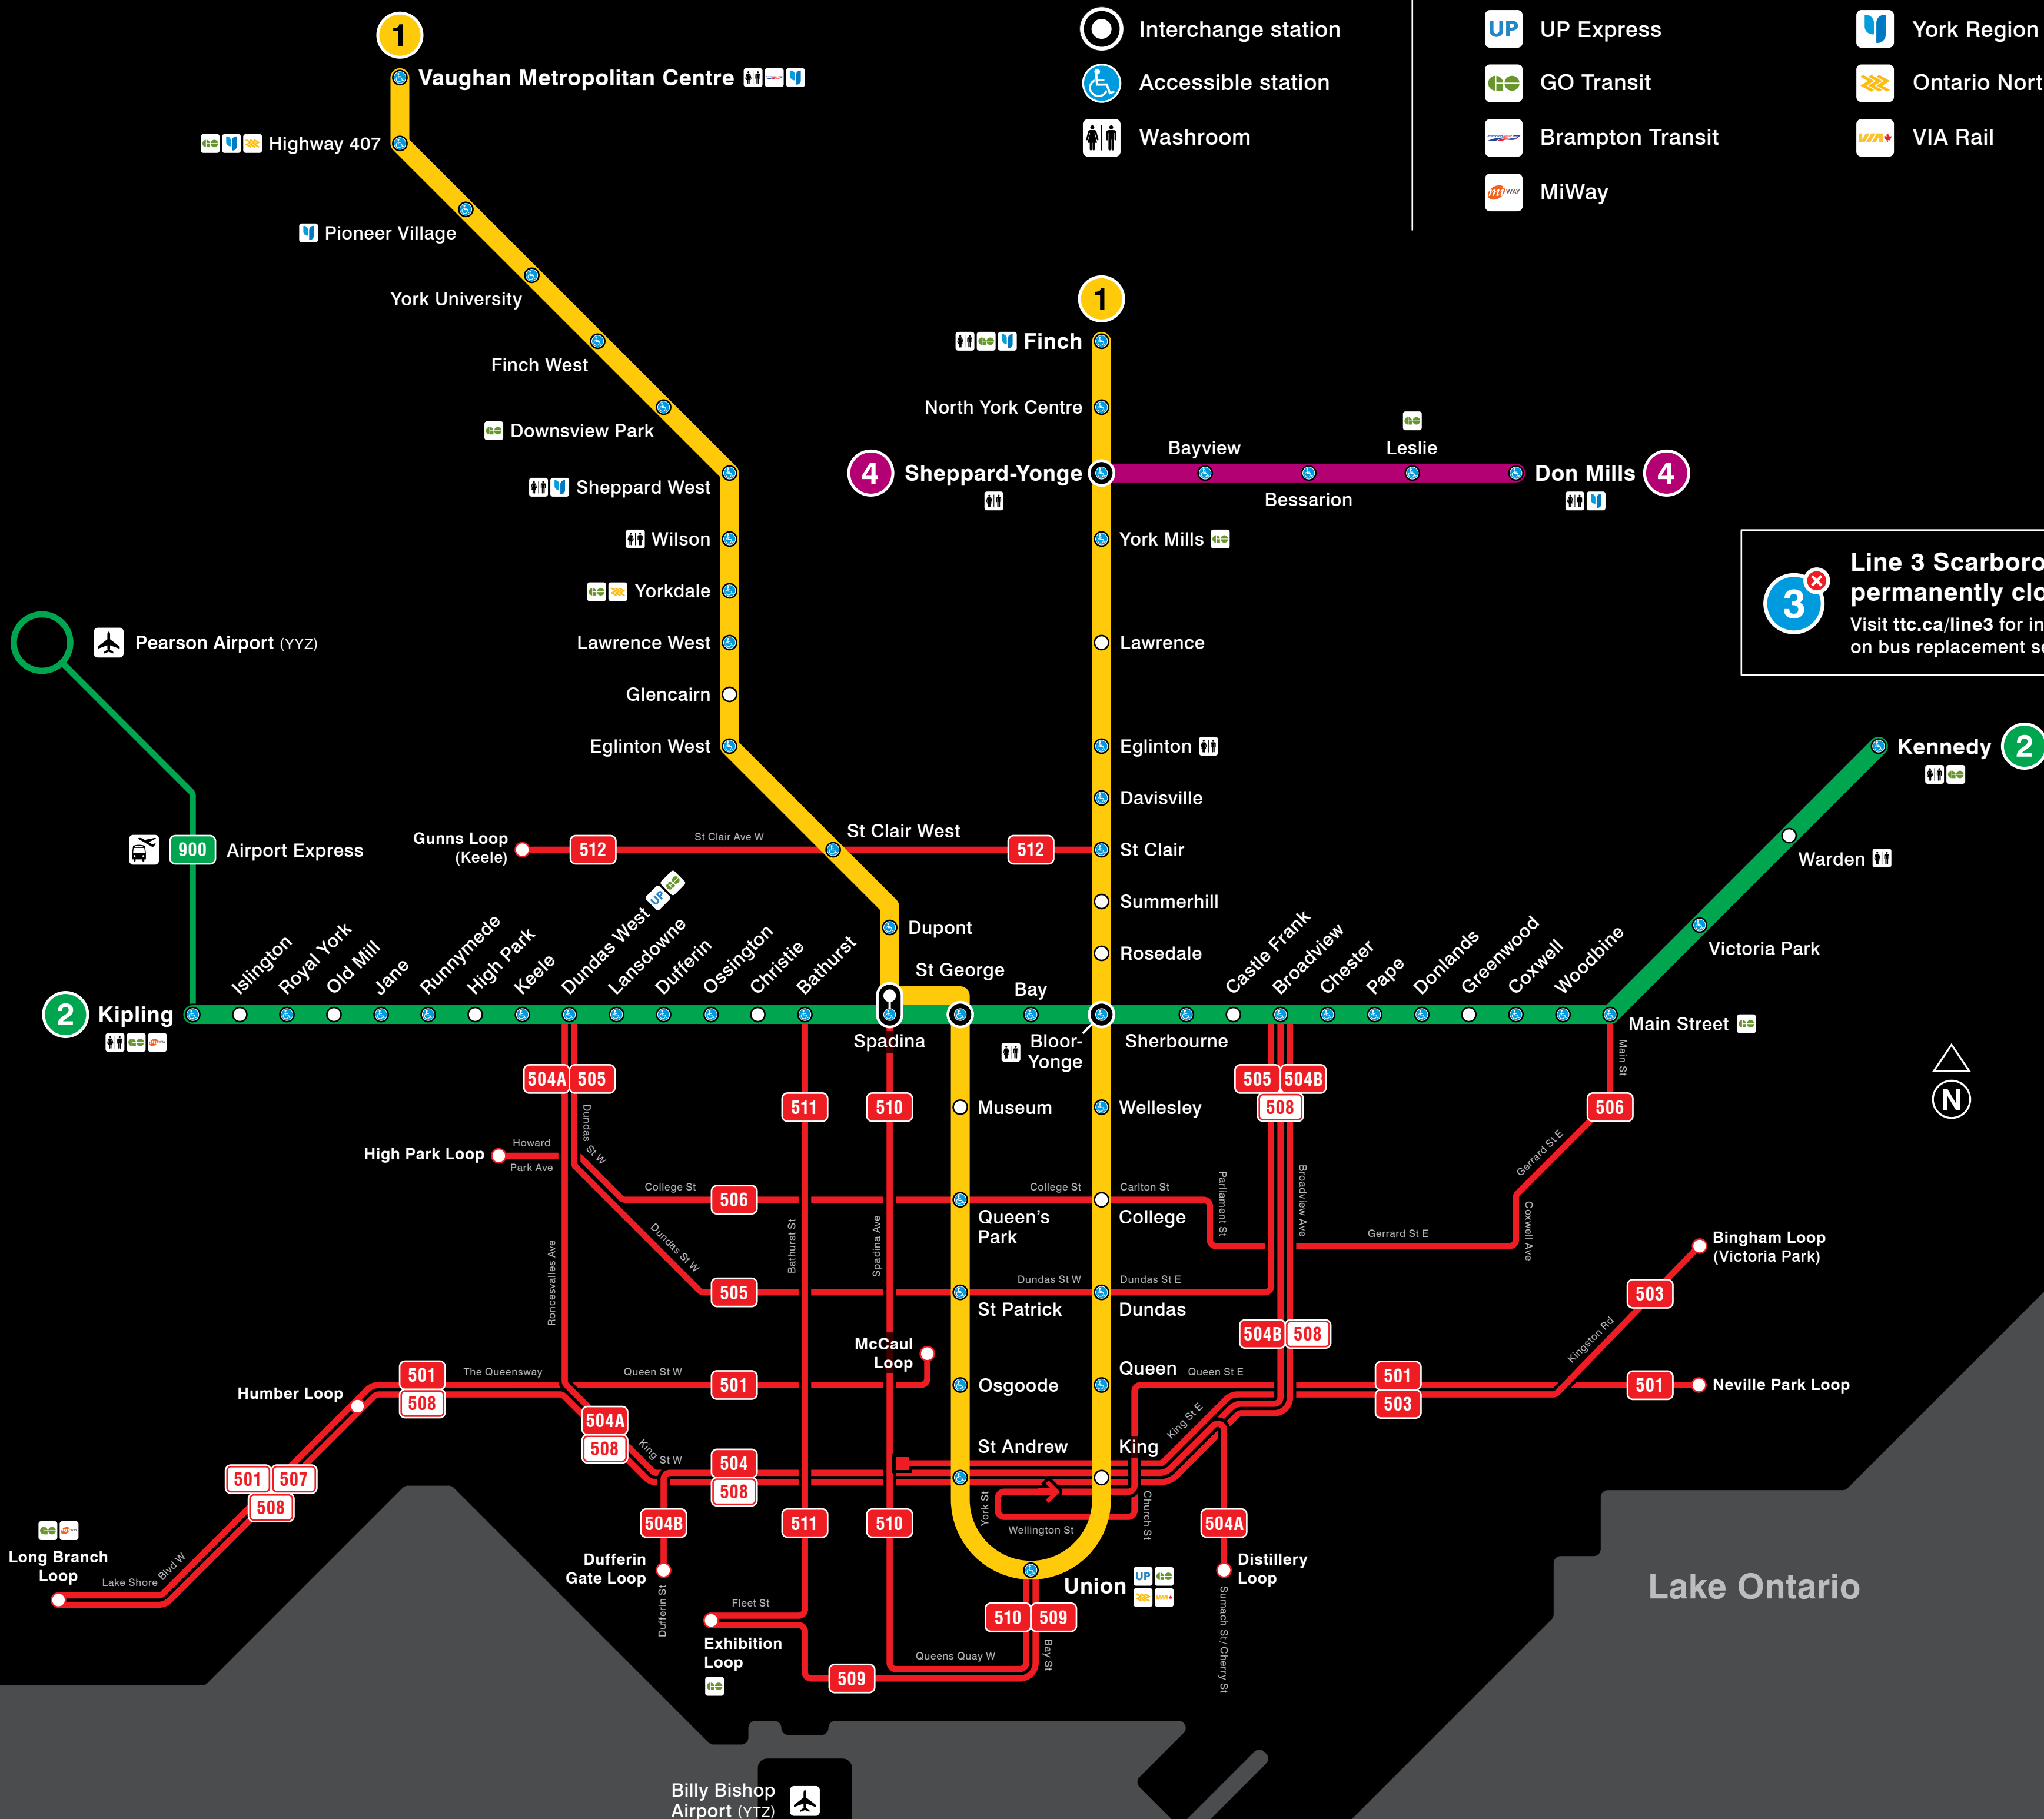 1
Vaughan Metropolitan Centre
Highway 407
Pioneer Village
York University
Finch West
Downsview Park
Sheppard West
Wilson
Yorkdale
Lawrence West
Glencairn
Eglinton West
Interchange station
Accessible station
Washroom
UP
UP Express
GO Transit
Brampton Transit
MiWay
York Region
Ontario Nort
VIA Rail
1
Finch
North York Centre
4
Sheppard-Yonge
Bayview
Bessarion
Leslie
Don Mills
4
York Mills
Lawrence
Eglinton
Davisville
St Clair
Summerhill
Rosedale
3
Line 3 Scarboro
permanently clo
Visit ttc.ca/line3 for in
on bus replacement s
Pearson Airport (YYZ)
900
Airport Express
Gunns Loop
(Keele)
512
St Clair Ave W
St Clair West
512
Dupont
St George
Bay
2
Kipling
Islington
Royal York
Old Mill
Jane
Runnymede
High Park
Keele
Dundas West
UP
Lansdowne
Dufferin
Ossington
Christie
Bathurst
Spadina
Bloor-
Yonge
Sherbourne
Castle Frank
Broadview
Chester
Pape
Donlands
Greenwood
Coxwell
Woodbine
Main Street
Victoria Park
Warden
Kennedy
2
N
504A
505
511
510
Museum
Wellesley
505
504B
508
506
Main St
Dundas St W
High Park Loop
Howard
Park Ave
College St
506
College St
Carlton St
Queen's
Park
College
Parliament St
Broadview Ave
Gerrard St E
Gerrard St E
Coxwell Ave
Roncesvalles Ave
Dundas St W
Bathurst St
Spadina Ave
505
Dundas St W
Dundas St E
St Patrick
Dundas
Bingham Loop
(Victoria Park)
503
Kingston Rd
504B
508
McCaul
Loop
Humber Loop
501
508
The Queensway
Queen St W
501
Osgoode
Queen
Queen St E
501
503
501
Neville Park Loop
504A
508
King St W
504
508
St Andrew
King
King St E
501
507
508
Long Branch
Loop
Lake Shore Blvd W
504B
511
510
York St
Wellington St
Church St
504A
Dufferin
Gate Loop
Dufferin St
Union
UP
Distillery
Loop
Sumach St / Cherry St
Fleet St
510
509
Exhibition
Loop
509
Queens Quay W
Bay St
Lake Ontario
Billy Bishop
Airport (YTZ)